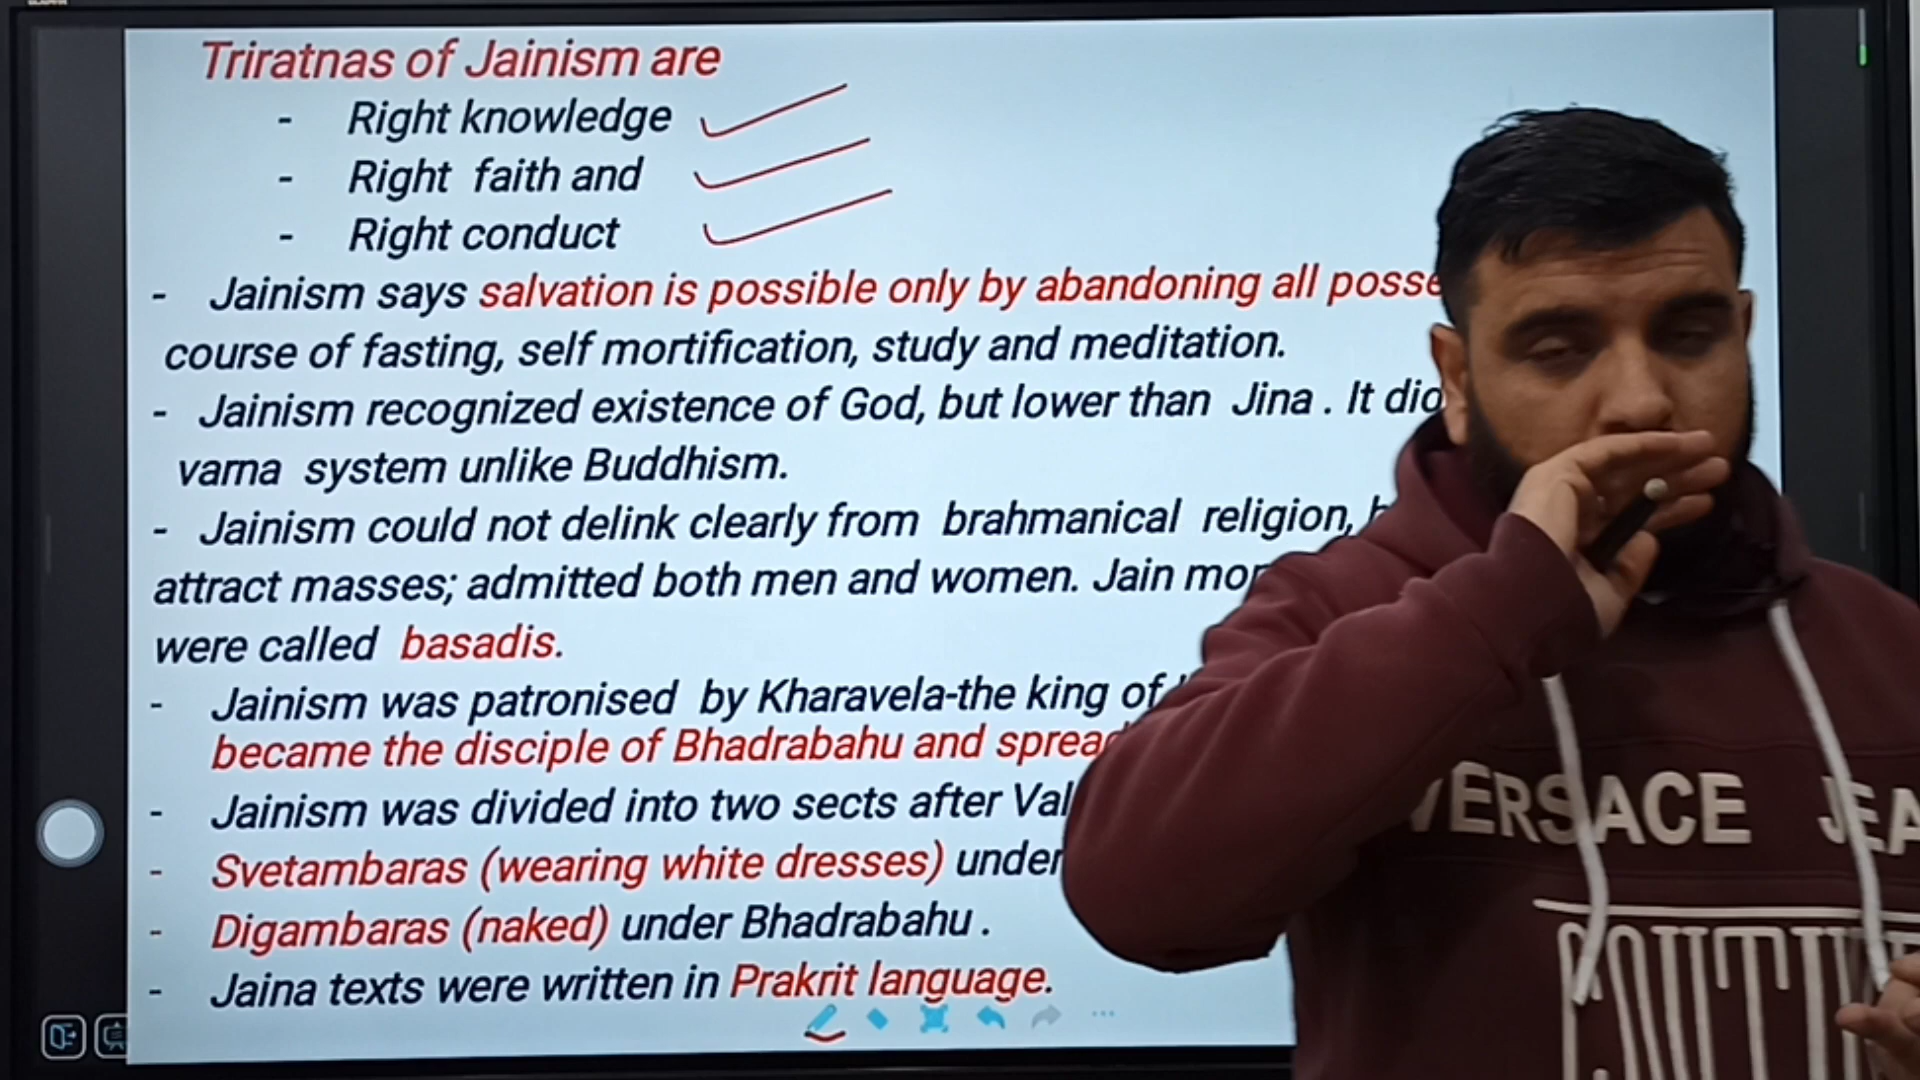 Triratnas of Jainism are
- Right knowledge
- Right faith and
- Right conduct
- Jainism says salvation is possible only by abandoning all posse
course of fasting, self mortification, study and meditation.
- Jainism recognized existence of God, but lower than Jina . It did
varna system unlike Buddhism.
- Jainism could not delink clearly from brahmanical religion,
attract masses; admitted both men and women. Jain mon
were called basadis.
- Jainism was patronised by Kharavela-the king of
became the disciple of Bhadrabahu and spread
- Jainism was divided into two sects after Val
- Svetambaras (wearing white dresses) under
- Digambaras (naked) under Bhadrabahu .
- Jaina texts were written in Prakrit language.
VERSACE JEA
COUTU